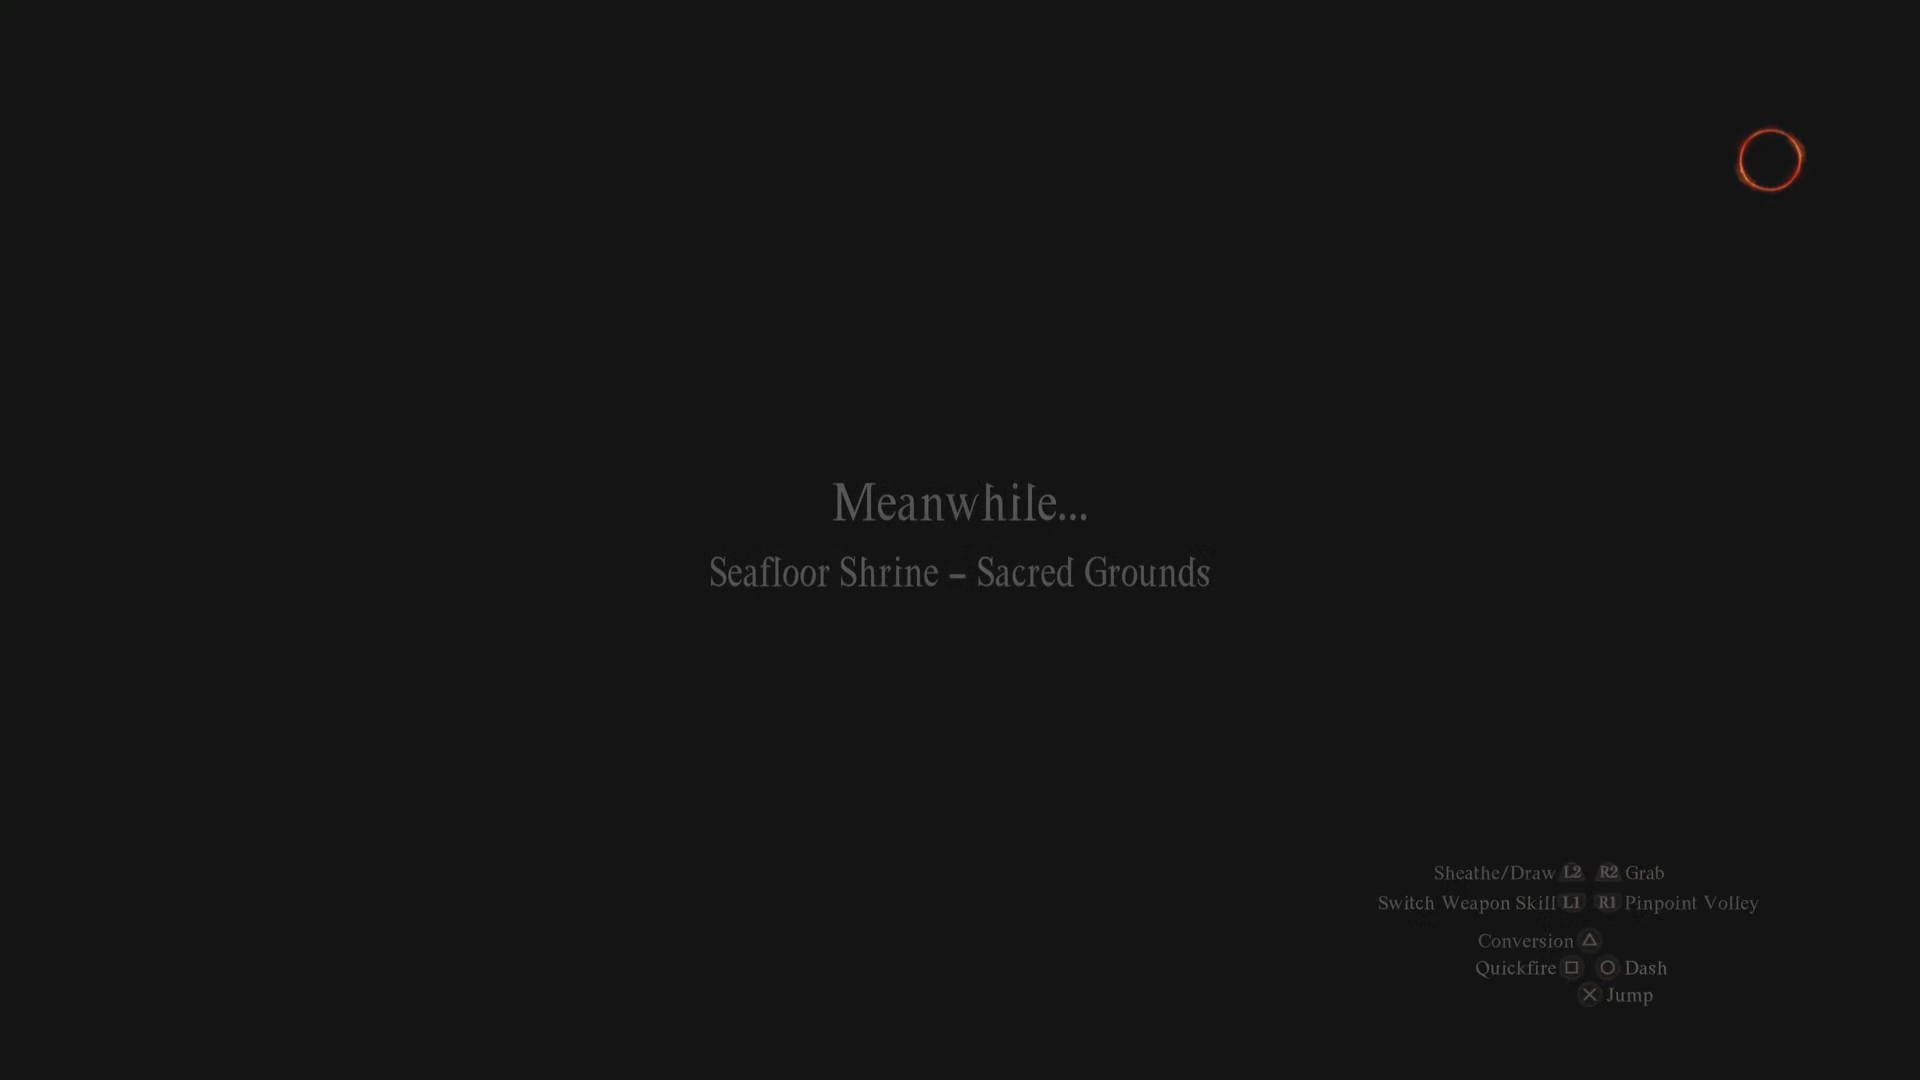 Meanwhile...
Seafloor Shrine – Sacred Grounds
Sheathe/Draw L2 R2 Grab
Switch Weapon Skill L1 R1 Pinpoint Volley
Conversion
Quickfire Dash
Jump